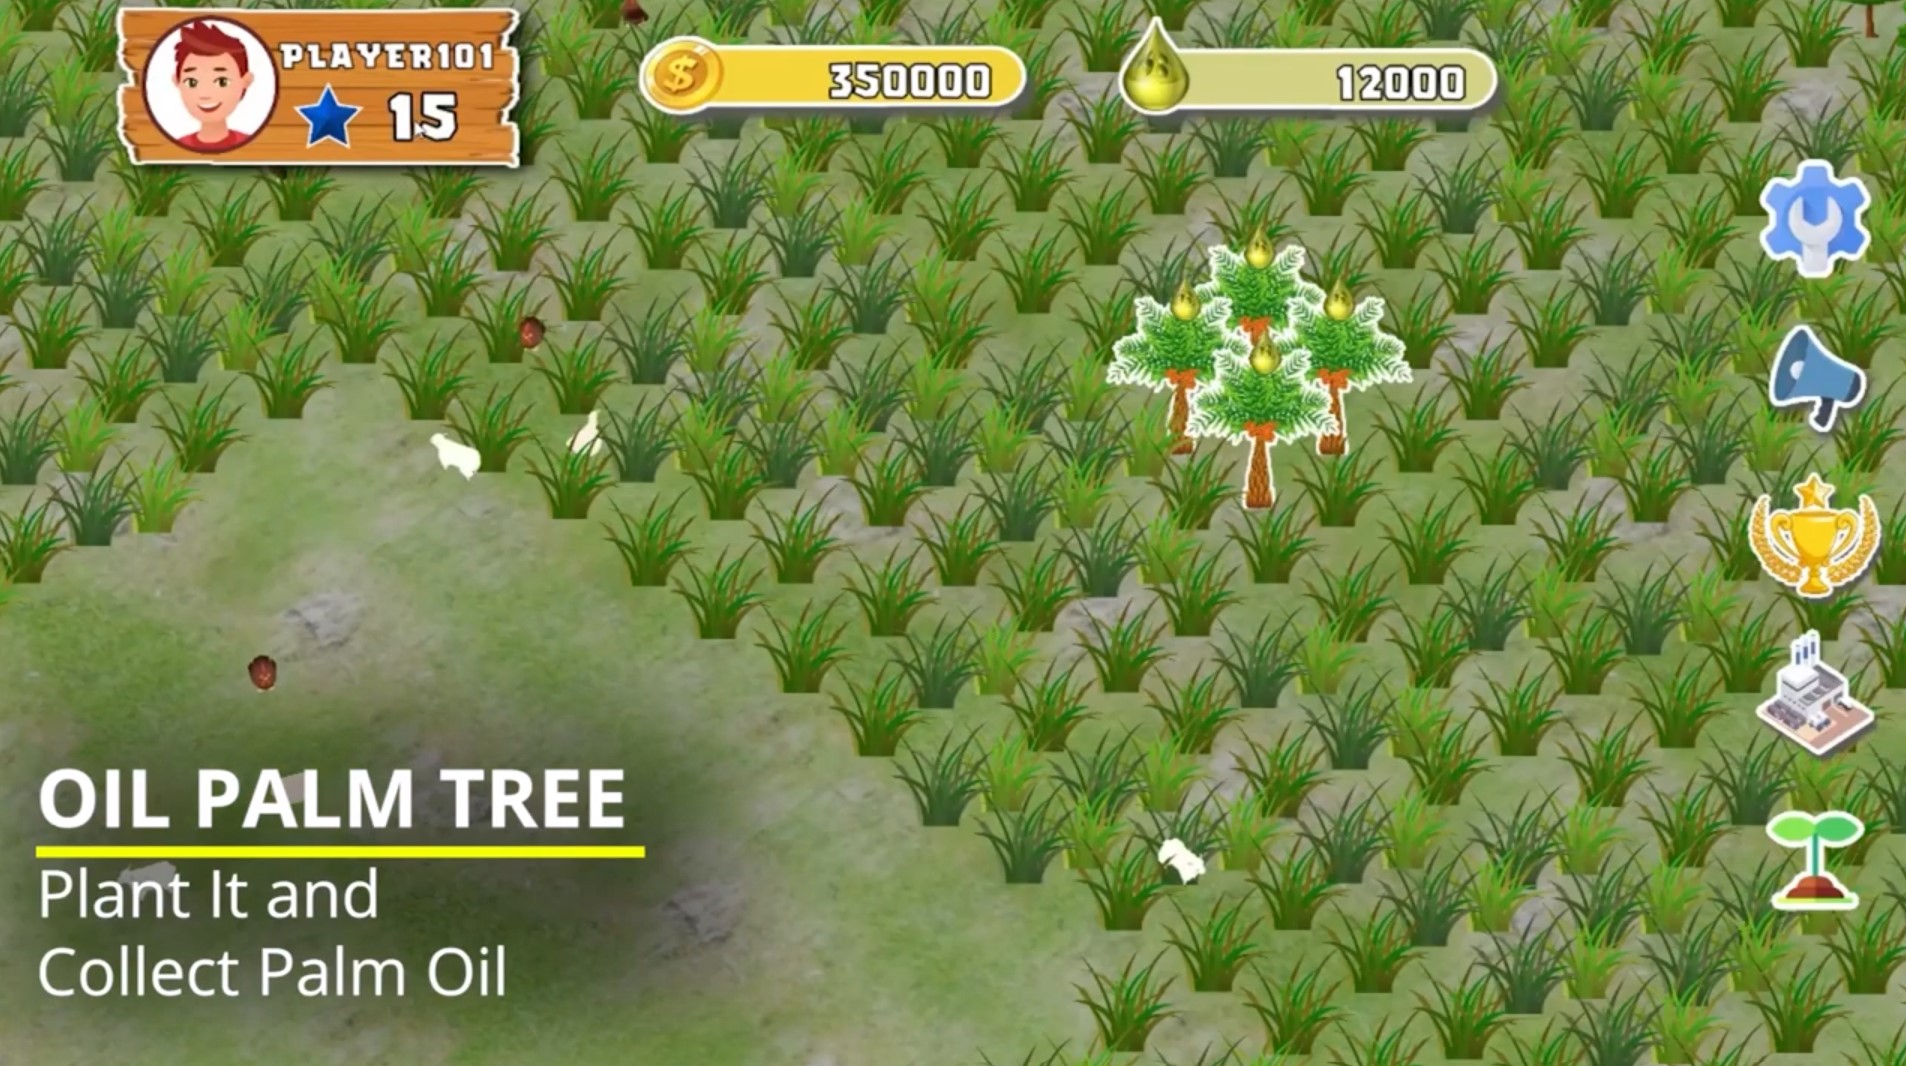 PLAYER101
15
350000
12000
OIL PALM TREE
Plant It and
Collect Palm Oil